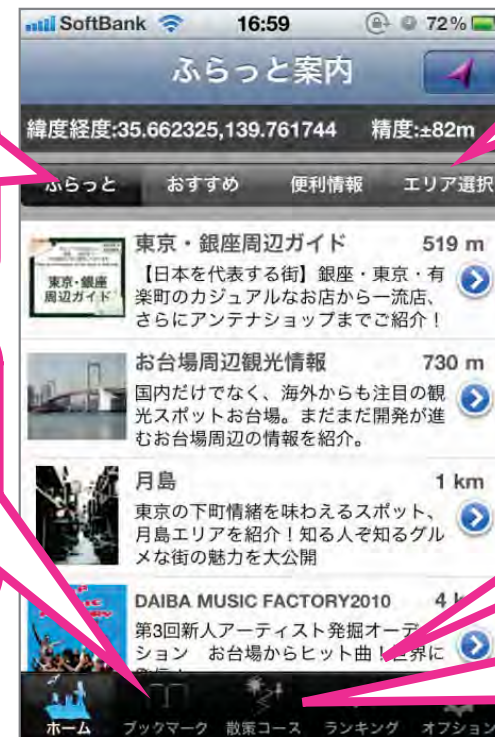 SoftBank 16:59 72%
ふらっと案内
緯度経度:35.662325,139.761744 精度:±82m
ふらっと おすすめ 便利情報 エリア選択
東京・銀座
周辺ガイド
東京・銀座周辺ガイド 519 m
【日本を代表する街】銀座・東京・有
楽町のカジュアルなお店から一流店、
さらにアンテナショップまでご紹介！
お台場周辺観光情報 730 m
国内だけでなく、海外からも注目の観
光スポットお台場。まだまだ開発が進
むお台場周辺の情報を紹介。
月島 1 km
東京の下町情緒を味わえるスポット、
月島エリアを紹介！知る人ぞ知るグル
メな街の魅力を大公開
DAIBA MUSIC FACTORY2010 4
第3回新人アーティスト発掘オーデ
ション お台場からヒット曲！世界に
ホーム ブックマーク 散策コース ランキング オプション